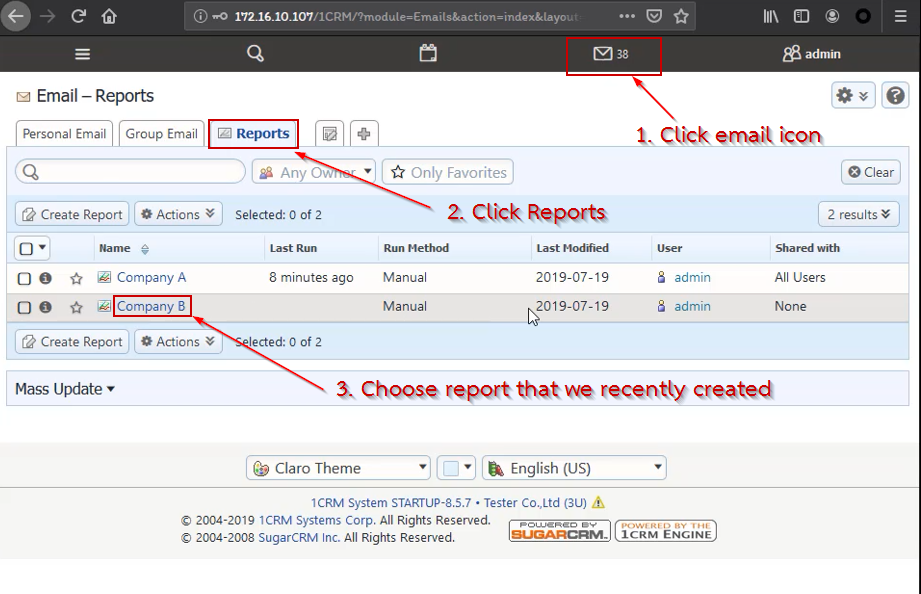 172.16.10.107/1CRM/?module=Emails&action=index&layout
38
admin
Email – Reports
1. Click email icon
Personal Email
Group Email
Reports
Any Owner
Only Favorites
Clear
2. Click Reports
Create Report
Actions
Selected: 0 of 2
2 results
Name
Last Run
Run Method
Last Modified
User
Shared with
Company A
8 minutes ago
Manual
2019-07-19
admin
All Users
Company B
Manual
2019-07-19
admin
None
Create Report
Actions
Selected: 0 of 2
3. Choose report that we recently created
Mass Update
Claro Theme
English (US)
1CRM System STARTUP-8.5.7 • Tester Co.,Ltd (3U)
© 2004-2019 1CRM Systems Corp. All Rights Reserved.
© 2004-2008 SugarCRM Inc. All Rights Reserved.
POWERED BY
SUGARCRM.
POWERED BY THE
1CRM ENGINE